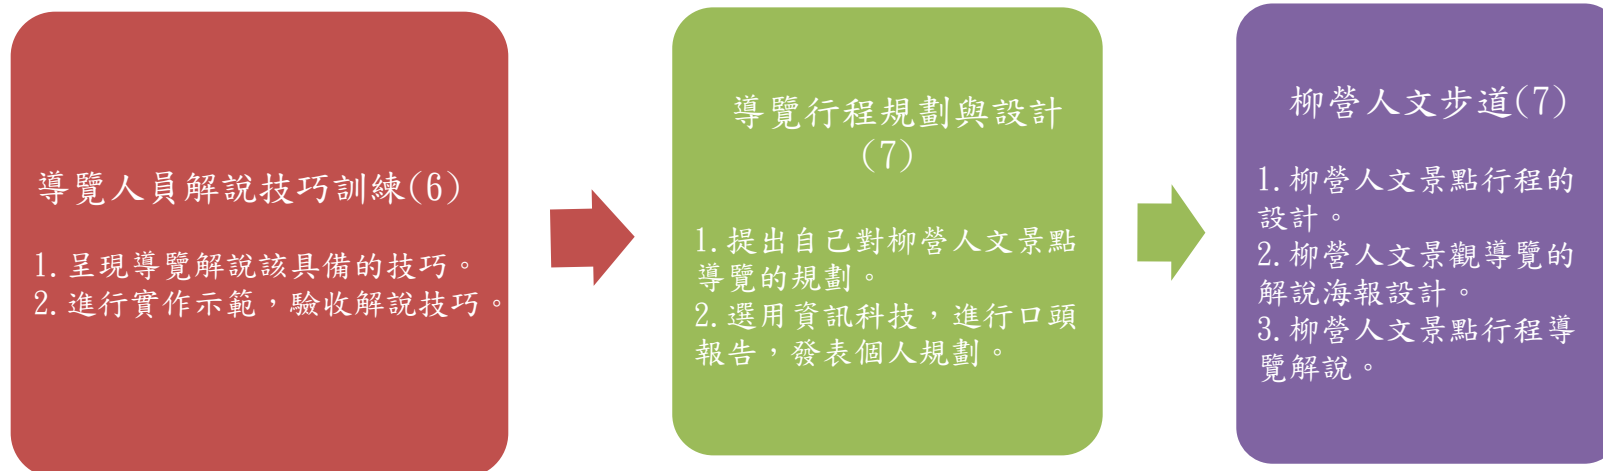 導覽人員解說技巧訓練(6)
1.呈現導覽解說該具備的技巧。
2.進行實作示範，驗收解說技巧。
導覽行程規劃與設計
(7)
1.提出自己對柳營人文景點
導覽的規劃。
2.選用資訊科技，進行口頭
報告，發表個人規劃。
柳營人文步道(7)
1.柳營人文景點行程的
設計。
2.柳營人文景觀導覽的
解說海報設計。
3.柳營人文景點行程導
覽解說。